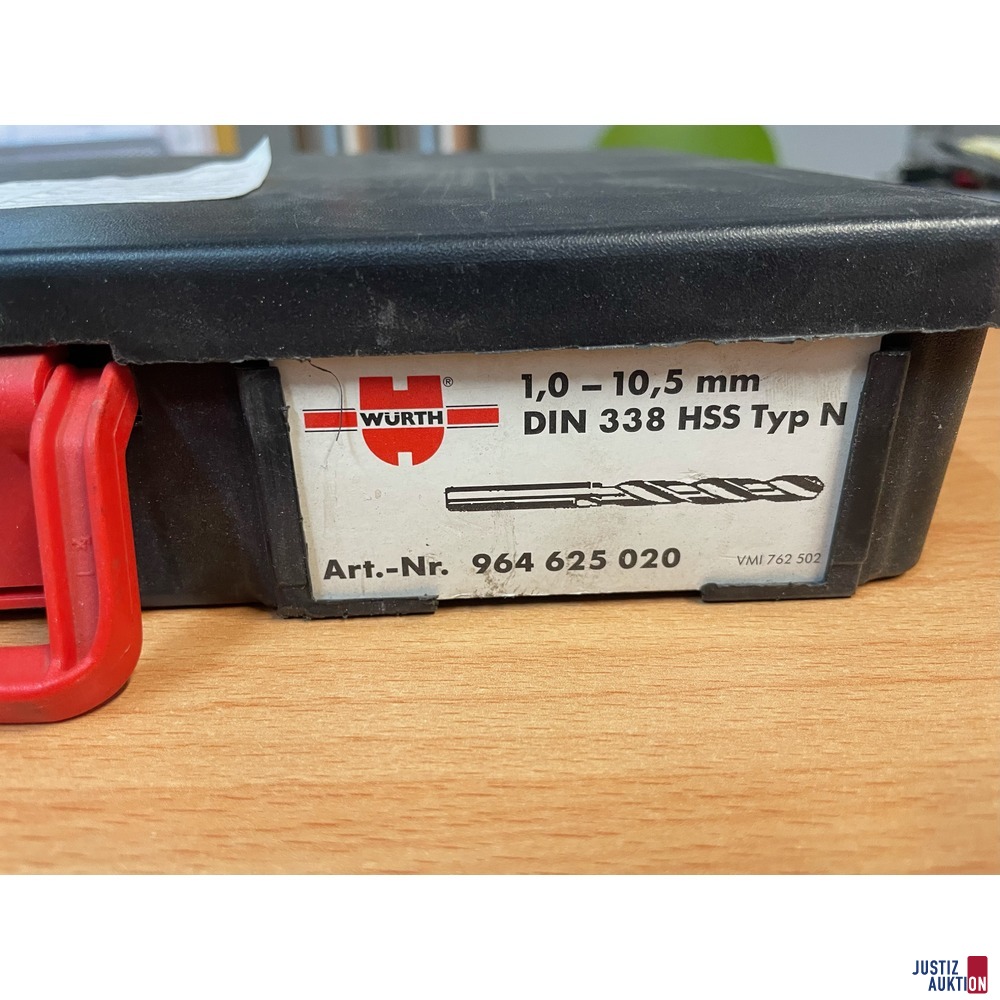 WÜRTH®
1,0 – 10,5 mm
DIN 338 HSS Typ N
Art.-Nr. 964 625 020
VMI 762 502
JUSTIZ
AUKTION